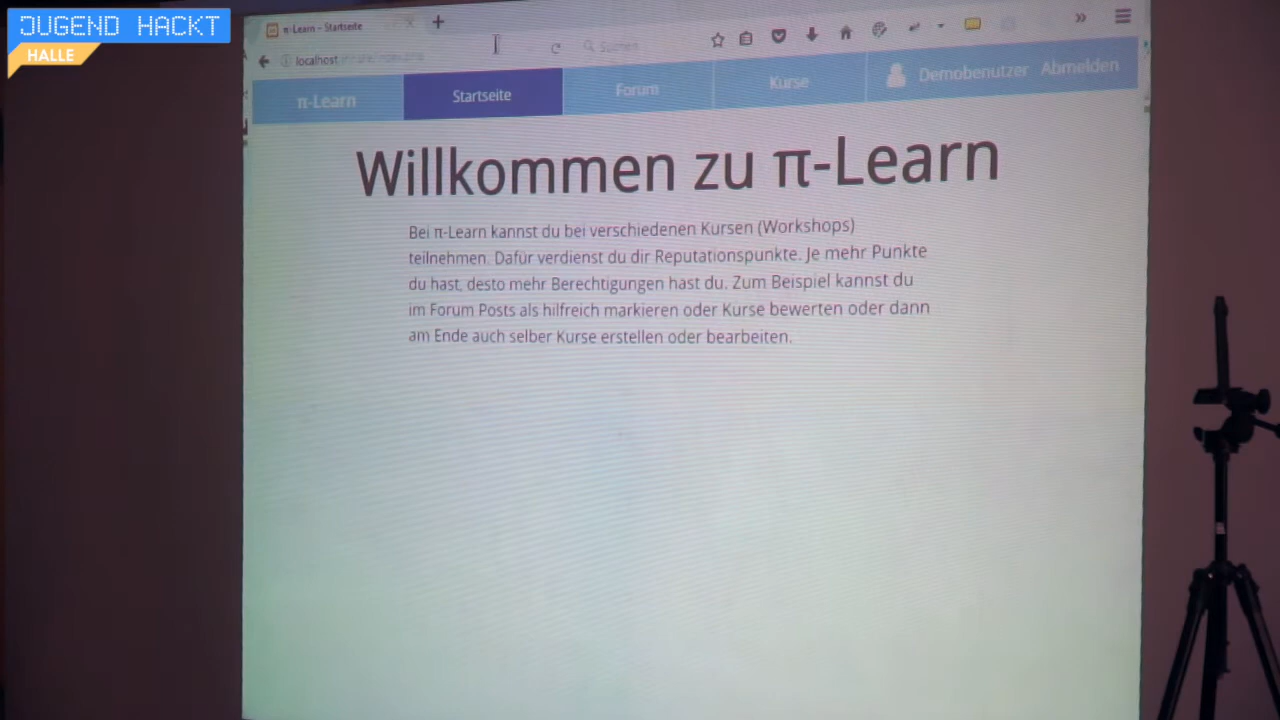 JUGEND HACKT
HALLE
π-Learn – Startseite
localhost
Suchen
π-Learn
Startseite
Forum
Kurse
Demobenutzer
Abmelden
Willkommen zu π-Learn
Bei π-Learn kannst du bei verschiedenen Kursen (Workshops)
teilnehmen. Dafür verdienst du dir Reputationspunkte. Je mehr Punkte
du hast, desto mehr Berechtigungen hast du. Zum Beispiel kannst du
im Forum Posts als hilfreich markieren oder Kurse bewerten oder dann
am Ende auch selber Kurse erstellen oder bearbeiten.